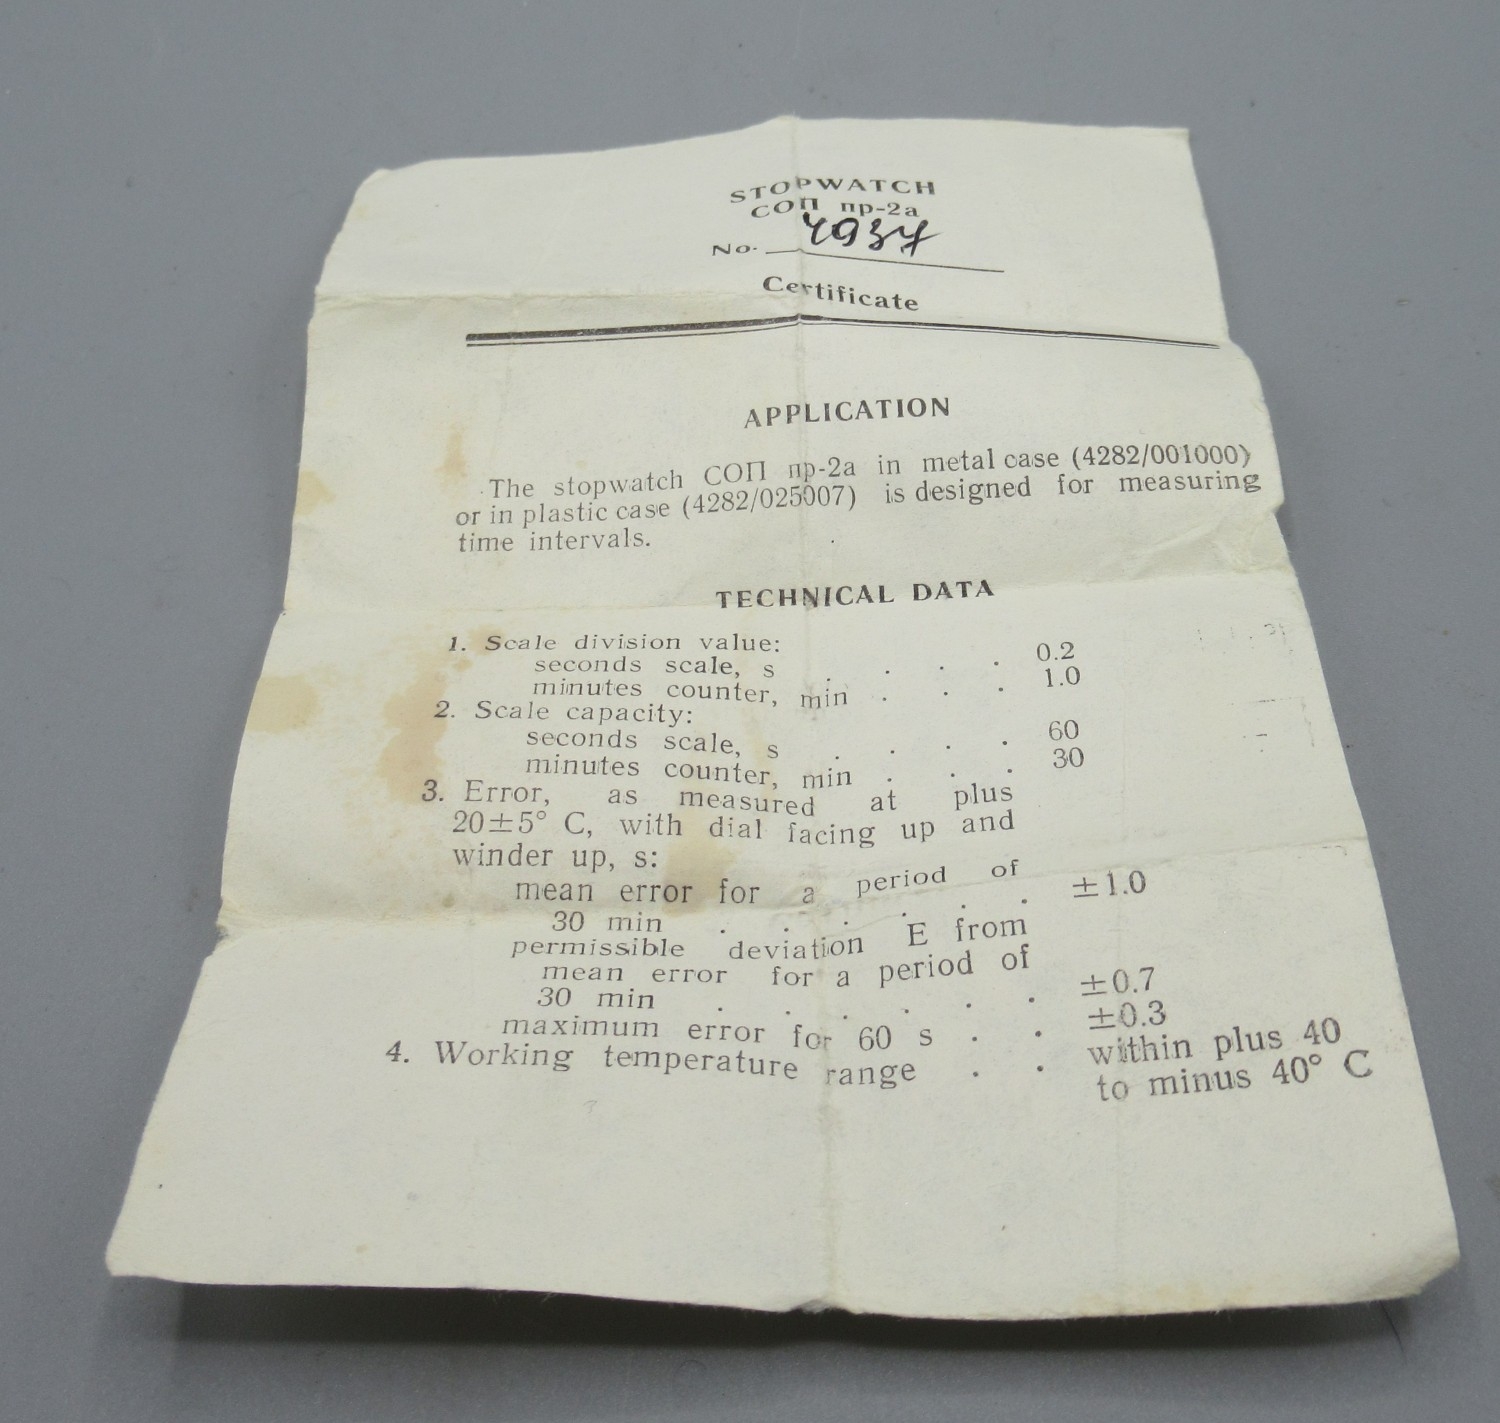 STOPWATCH
СОП пр-2а
No. 4937
Certificate
APPLICATION
The stopwatch СОП пр-2а in metal case (4282/001000)
or in plastic case (4282/025007) is designed for measuring
time intervals.
TECHNICAL DATA
1. Scale division value:
seconds scale, s . . . . 0.2
minutes counter, min . . . 1.0
2. Scale capacity:
seconds scale, s . . . . 60
minutes counter, min . . . 30
3. Error, as measured at plus
20±5° C, with dial facing up and
winder up, s:
mean error for a period of
30 min . . . . . . ±1.0
permissible deviation E from
mean error for a period of
30 min . . . . . . ±0.7
maximum error for 60 s . . ±0.3
4. Working temperature range . . within plus 40
to minus 40° C